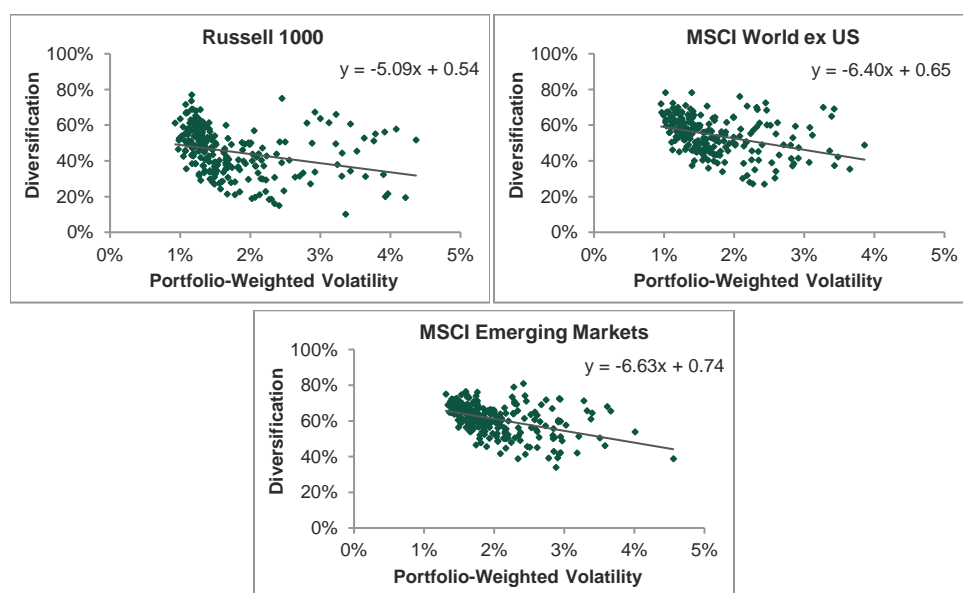 Russell 1000
y = -5.09x + 0.54
Diversification
100%
80%
60%
40%
20%
0%
0% 1% 2% 3% 4% 5%
Portfolio-Weighted Volatility
MSCI World ex US
y = -6.40x + 0.65
Diversification
100%
80%
60%
40%
20%
0%
0% 1% 2% 3% 4% 5%
Portfolio-Weighted Volatility
MSCI Emerging Markets
y = -6.63x + 0.74
Diversification
100%
80%
60%
40%
20%
0%
0% 1% 2% 3% 4% 5%
Portfolio-Weighted Volatility